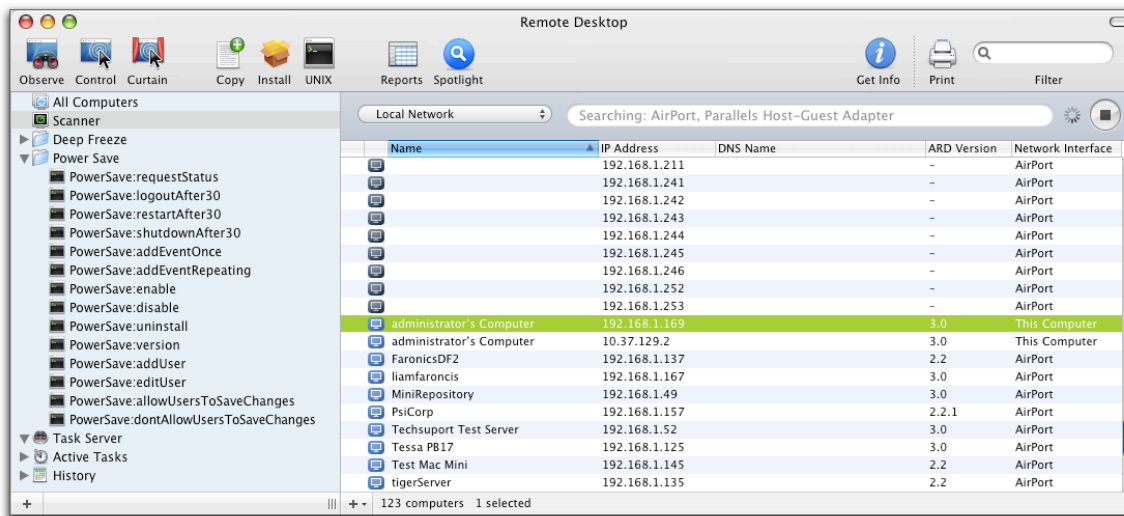 Remote Desktop
Observe Control Curtain Copy Install UNIX Reports Spotlight Get Info Print Filter
All Computers
Scanner
Deep Freeze
Power Save
PowerSave:requestStatus
PowerSave:logoutAfter30
PowerSave:restartAfter30
PowerSave:shutdownAfter30
PowerSave:addEventOnce
PowerSave:addEventRepeating
PowerSave:enable
PowerSave:disable
PowerSave:uninstall
PowerSave:version
PowerSave:addUser
PowerSave:editUser
PowerSave:allowUsersToSaveChanges
PowerSave:dontAllowUsersToSaveChanges
Task Server
Active Tasks
History
Local Network Searching: AirPort, Parallels Host-Guest Adapter
Name IP Address DNS Name ARD Version Network Interface
192.168.1.211 – AirPort
192.168.1.241 – AirPort
192.168.1.242 – AirPort
192.168.1.243 – AirPort
192.168.1.244 – AirPort
192.168.1.245 – AirPort
192.168.1.246 – AirPort
192.168.1.252 – AirPort
192.168.1.253 – AirPort
administrator's Computer 192.168.1.169 3.0 This Computer
administrator's Computer 10.37.129.2 3.0 This Computer
FaronicsDF2 192.168.1.137 2.2 AirPort
liamfaroncis 192.168.1.167 3.0 AirPort
MiniRepository 192.168.1.49 3.0 AirPort
PsiCorp 192.168.1.157 2.2.1 AirPort
Techsuport Test Server 192.168.1.52 3.0 AirPort
Tessa PB17 192.168.1.125 3.0 AirPort
Test Mac Mini 192.168.1.145 2.2 AirPort
tigerServer 192.168.1.135 2.2 AirPort
123 computers 1 selected